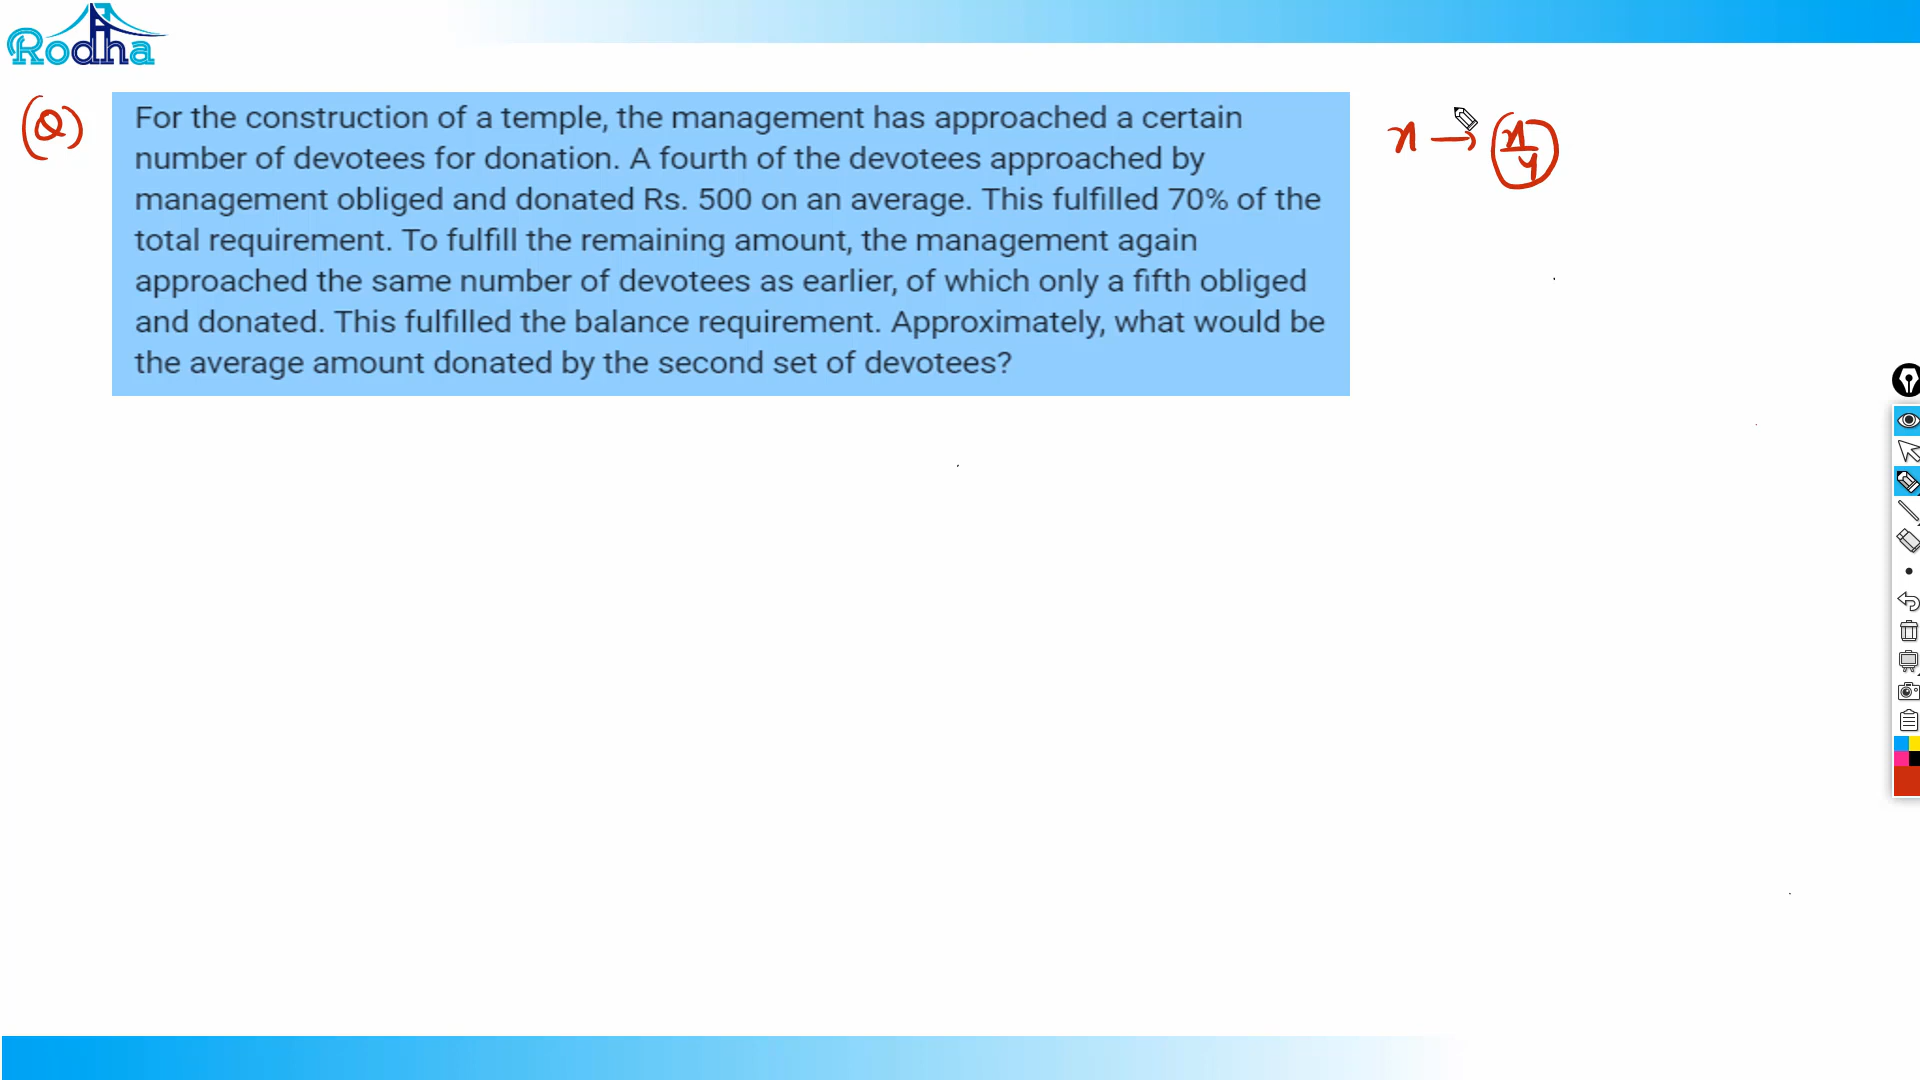 Rodha
(Q)
For the construction of a temple, the management has approached a certain
number of devotees for donation. A fourth of the devotees approached by
management obliged and donated Rs. 500 on an average. This fulfilled 70% of the
total requirement. To fulfill the remaining amount, the management again
approached the same number of devotees as earlier, of which only a fifth obliged
and donated. This fulfilled the balance requirement. Approximately, what would be
the average amount donated by the second set of devotees?
x → x/4